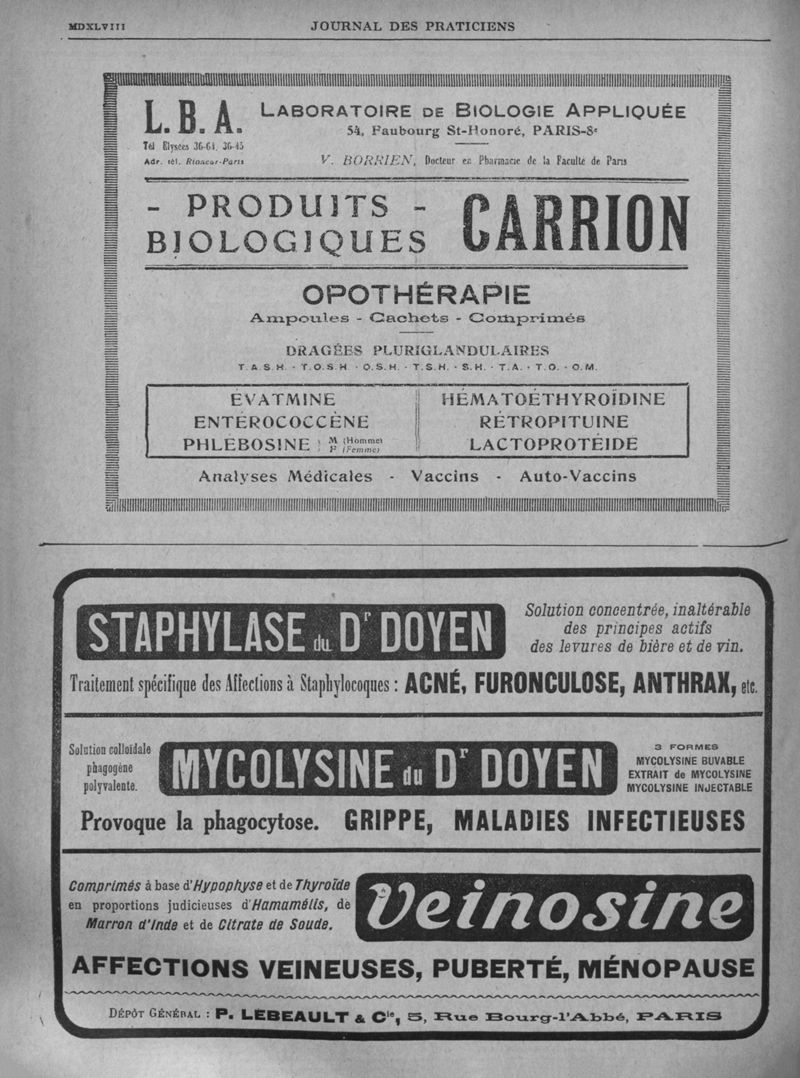 MDXLVIII
JOURNAL DES PRATICIENS
L. B. A.
LABORATOIRE DE BIOLOGIE APPLIQUÉE
54, Faubourg St-Honoré, PARIS-8e
Tél Elysées 36-64, 36-45
Adr. tél. Rioncar-Paris
V. BORRIEN, Docteur en Pharmacie de la Faculté de Paris
- PRODUITS -
BIOLOGIQUES
CARRION
OPOTHÉRAPIE
Ampoules - Cachets - Comprimés
DRAGÉES PLURIGLANDULAIRES
T.A.S.H. - T.O.S.H - O.S.H. - T.S.H. - S.H. - T.A. - T.O. - O.M.
ÉVATMINE
ENTÉROCOCCÈNE
PHLÉBOSINE
M (Homme)
F (Femme)
HÉMATOÉTHYROÏDINE
RÉTROPITUINE
LACTOPROTÉIDE
Analyses Médicales - Vaccins - Auto-Vaccins
STAPHYLASE du Dr DOYEN
Solution concentrée, inaltérable
des principes actifs
des levures de bière et de vin.
Traitement spécifique des Affections à Staphylocoques : ACNÉ, FURONCULOSE, ANTHRAX, etc.
Solution colloïdale
phagogène
polyvalente.
MYCOLYSINE du Dr DOYEN
3 FORMES
MYCOLYSINE BUVABLE
EXTRAIT de MYCOLYSINE
MYCOLYSINE INJECTABLE
Provoque la phagocytose. GRIPPE, MALADIES INFECTIEUSES
Comprimés à base d'Hypophyse et de Thyroïde
en proportions judicieuses d'Hamamélis, de
Marron d'Inde et de Citrate de Soude.
Veinosine
AFFECTIONS VEINEUSES, PUBERTÉ, MÉNOPAUSE
DÉPÔT GÉNÉRAL : P. LEBEAULT & Cie, 5, Rue Bourg-l'Abbé, PARIS